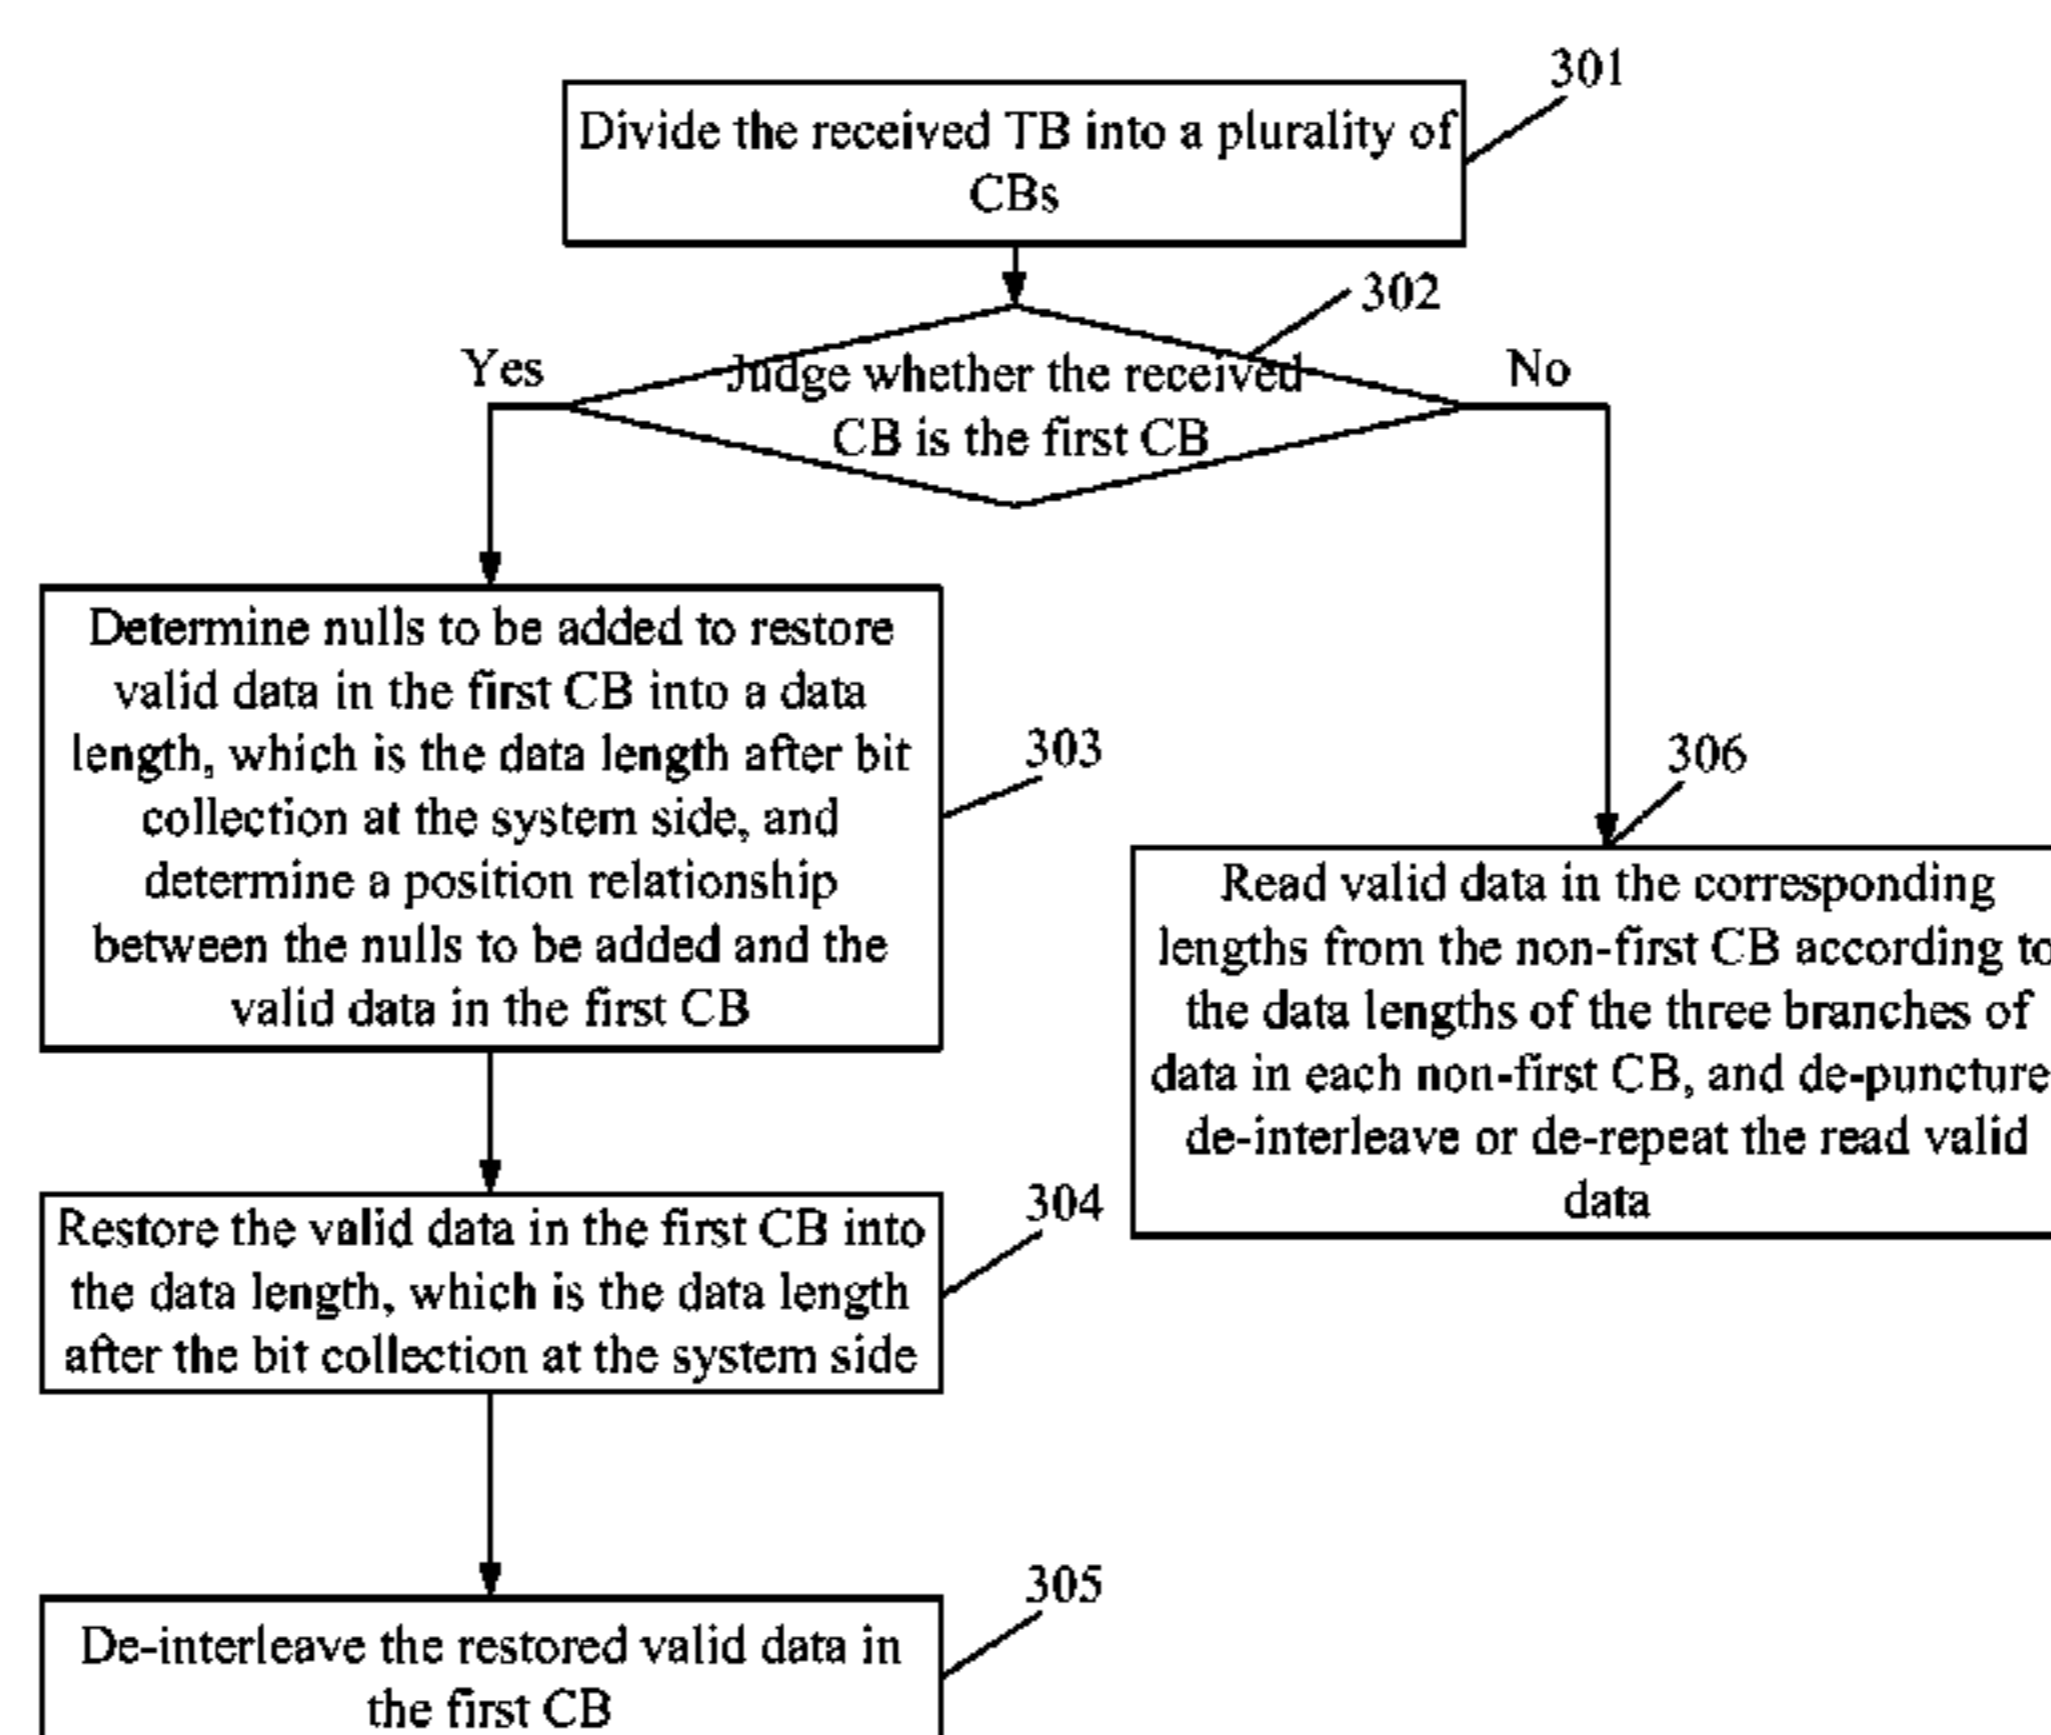 301
Divide the received TB into a plurality of
CBs
302
Yes
No
Judge whether the received
CB is the first CB
Determine nulls to be added to restore
valid data in the first CB into a data
length, which is the data length after bit
collection at the system side, and
determine a position relationship
between the nulls to be added and the
valid data in the first CB
303
306
Read valid data in the corresponding
lengths from the non-first CB according to
the data lengths of the three branches of
data in each non-first CB, and de-puncture
de-interleave or de-repeat the read valid
data
304
Restore the valid data in the first CB into
the data length, which is the data length
after the bit collection at the system side
305
De-interleave the restored valid data in
the first CB